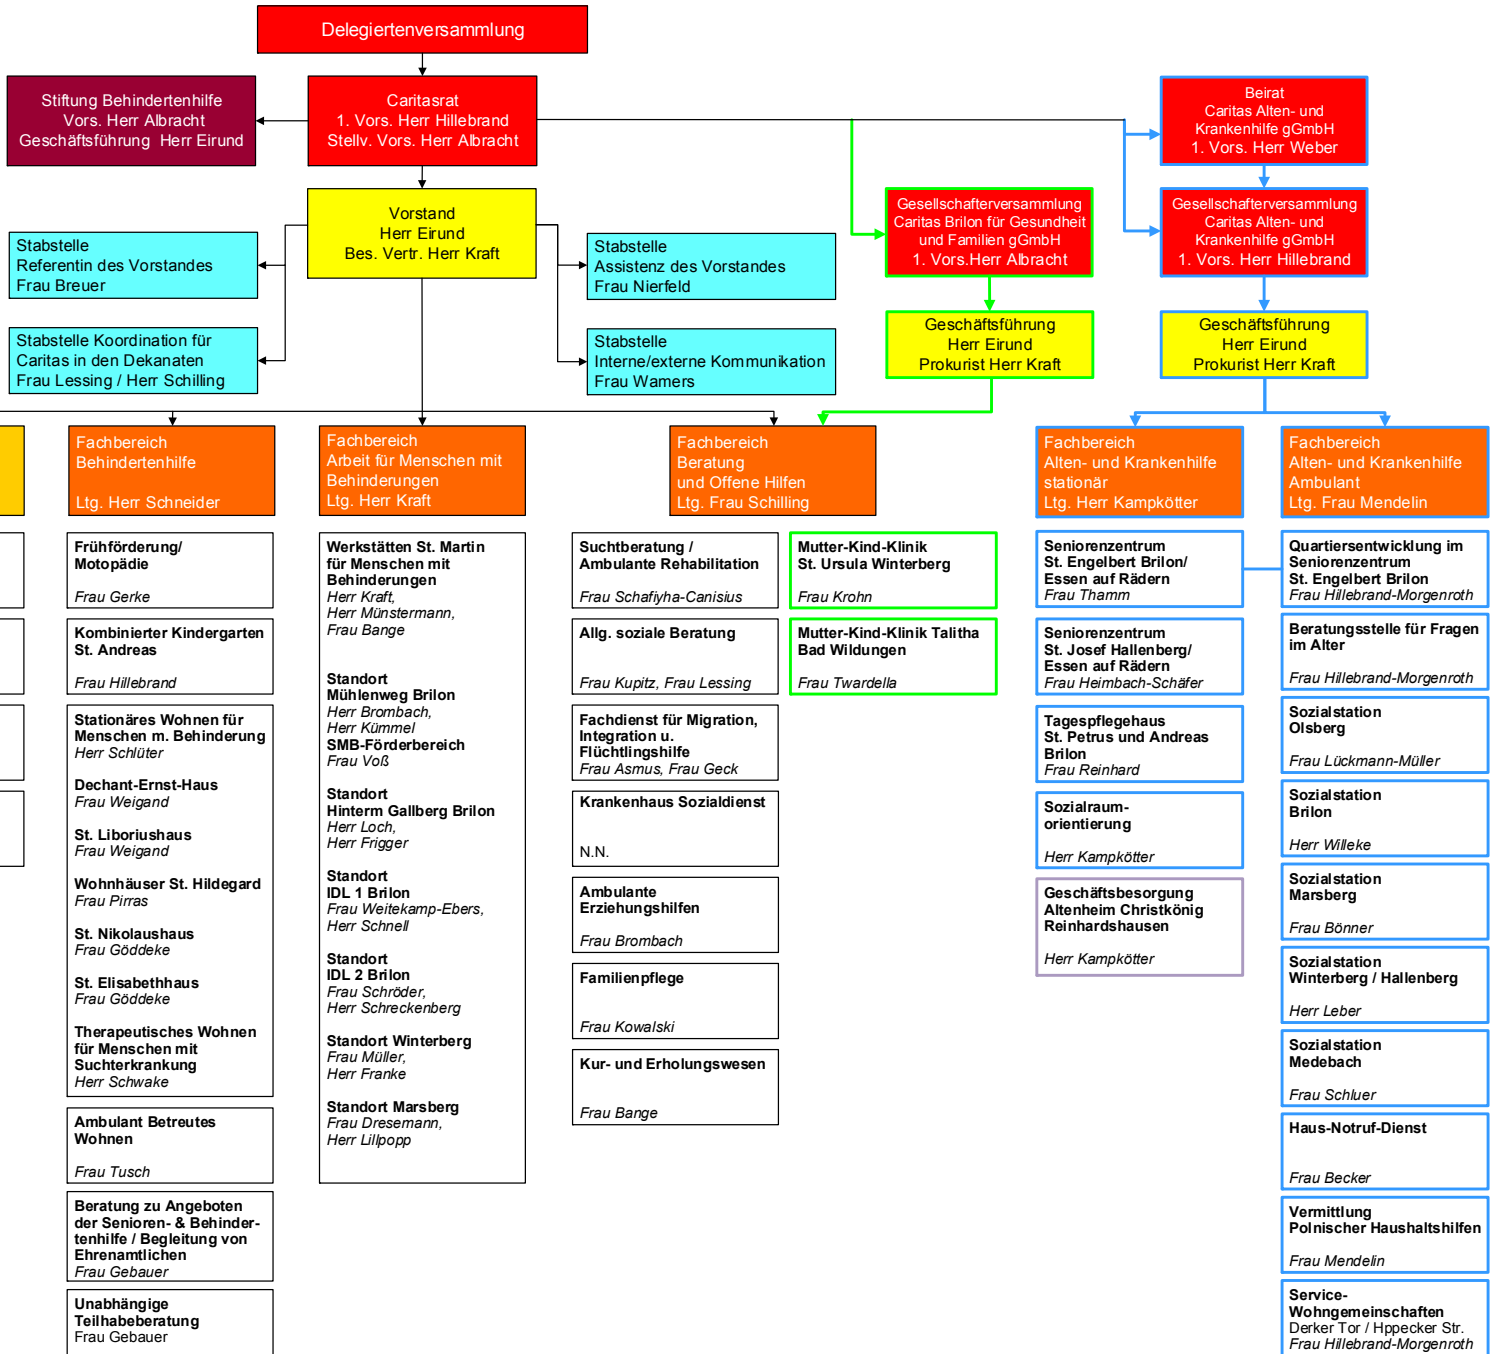 Delegiertenversammlung
Stiftung Behindertenhilfe
Vors. Herr Albracht
Geschäftsführung Herr Eirund
Caritasrat
1. Vors. Herr Hillebrand
Stellv. Vors. Herr Albracht
Beirat
Caritas Alten- und
Krankenhilfe gGmbH
1. Vors. Herr Weber
Vorstand
Herr Eirund
Bes. Vertr. Herr Kraft
Gesellschafterversammlung
Caritas Brilon für Gesundheit
und Familien gGmbH
1. Vors.Herr Albracht
Gesellschafterversammlung
Caritas Alten- und
Krankenhilfe gGmbH
1. Vors. Herr Hillebrand
Stabstelle
Referentin des Vorstandes
Frau Breuer
Stabstelle
Assistenz des Vorstandes
Frau Nierfeld
Stabstelle Koordination für
Caritas in den Dekanaten
Frau Lessing / Herr Schilling
Stabstelle
Interne/externe Kommunikation
Frau Wamers
Geschäftsführung
Herr Eirund
Prokurist Herr Kraft
Geschäftsführung
Herr Eirund
Prokurist Herr Kraft
Fachbereich
Behindertenhilfe
Ltg. Herr Schneider
Frühförderung/
Motopädie
Frau Gerke
Kombinierter Kindergarten
St. Andreas
Frau Hillebrand
Stationäres Wohnen für
Menschen m. Behinderung
Herr Schlüter
Dechant-Ernst-Haus
Frau Weigand
St. Liboriushaus
Frau Weigand
Wohnhäuser St. Hildegard
Frau Pirras
St. Nikolaushaus
Frau Göddeke
St. Elisabethhaus
Frau Göddeke
Therapeutisches Wohnen
für Menschen mit
Suchterkrankung
Herr Schwake
Ambulant Betreutes
Wohnen
Frau Tusch
Beratung zu Angeboten
der Senioren- & Behinder-
tenhilfe / Begleitung von
Ehrenamtlichen
Frau Gebauer
Unabhängige
Teilhabeberatung
Frau Gebauer
Fachbereich
Arbeit für Menschen mit
Behinderungen
Ltg. Herr Kraft
Werkstätten St. Martin
für Menschen mit
Behinderungen
Herr Kraft,
Herr Münstermann,
Frau Bange
Standort
Mühlenweg Brilon
Herr Brombach,
Herr Kümmel
SMB-Förderbereich
Frau Voß
Standort
Hinterm Gallberg Brilon
Herr Loch,
Herr Frigger
Standort
IDL 1 Brilon
Frau Weitekamp-Ebers,
Herr Schnell
Standort
IDL 2 Brilon
Frau Schröder,
Herr Schreckenberg
Standort Winterberg
Frau Müller,
Herr Franke
Standort Marsberg
Frau Dresemann,
Herr Lillpopp
Fachbereich
Beratung
und Offene Hilfen
Ltg. Frau Schilling
Suchtberatung /
Ambulante Rehabilitation
Frau Schafiyha-Canisius
Allg. soziale Beratung
Frau Kupitz, Frau Lessing
Fachdienst für Migration,
Integration u.
Flüchtlingshilfe
Frau Asmus, Frau Geck
Krankenhaus Sozialdienst
N.N.
Ambulante
Erziehungshilfen
Frau Brombach
Familienpflege
Frau Kowalski
Kur- und Erholungswesen
Frau Bange
Mutter-Kind-Klinik
St. Ursula Winterberg
Frau Krohn
Mutter-Kind-Klinik Talitha
Bad Wildungen
Frau Twardella
Fachbereich
Alten- und Krankenhilfe
stationär
Ltg. Herr Kampkötter
Seniorenzentrum
St. Engelbert Brilon/
Essen auf Rädern
Frau Thamm
Seniorenzentrum
St. Josef Hallenberg/
Essen auf Rädern
Frau Heimbach-Schäfer
Tagespflegehaus
St. Petrus und Andreas
Brilon
Frau Reinhard
Sozialraum-
orientierung
Herr Kampkötter
Geschäftsbesorgung
Altenheim Christkönig
Reinhardshausen
Herr Kampkötter
Fachbereich
Alten- und Krankenhilfe
Ambulant
Ltg. Frau Mendelin
Quartiersentwicklung im
Seniorenzentrum
St. Engelbert Brilon
Frau Hillebrand-Morgenroth
Beratungsstelle für Fragen
im Alter
Frau Hillebrand-Morgenroth
Sozialstation
Olsberg
Frau Lückmann-Müller
Sozialstation
Brilon
Herr Willeke
Sozialstation
Marsberg
Frau Bönner
Sozialstation
Winterberg / Hallenberg
Herr Leber
Sozialstation
Medebach
Frau Schluer
Haus-Notruf-Dienst
Frau Becker
Vermittlung
Polnischer Haushaltshilfen
Frau Mendelin
Service-
Wohngemeinschaften
Derker Tor / Hppecker Str.
Frau Hillebrand-Morgenroth